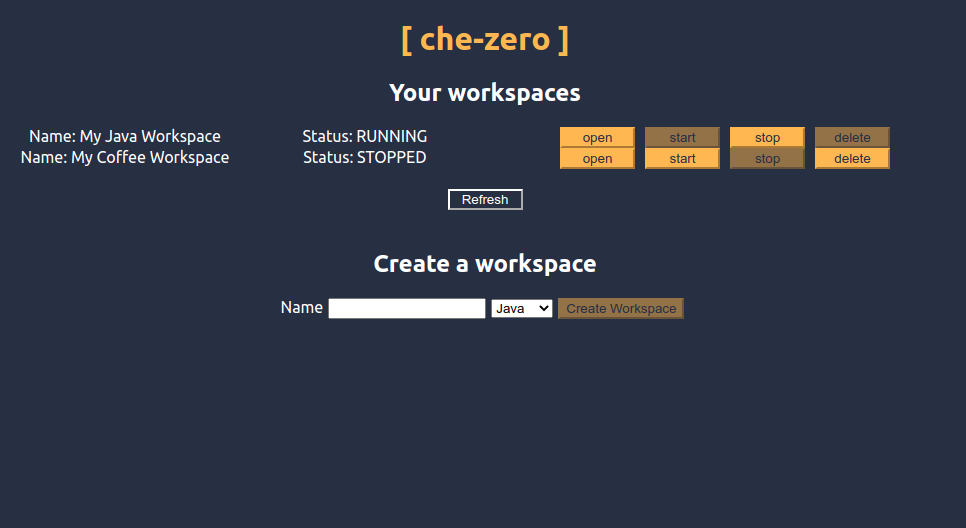 [ che-zero ]
Your workspaces
Name: My Java Workspace Status: RUNNING open start stop delete
Name: My Coffee Workspace Status: STOPPED open start stop delete
Refresh
Create a workspace
Name Java Create Workspace